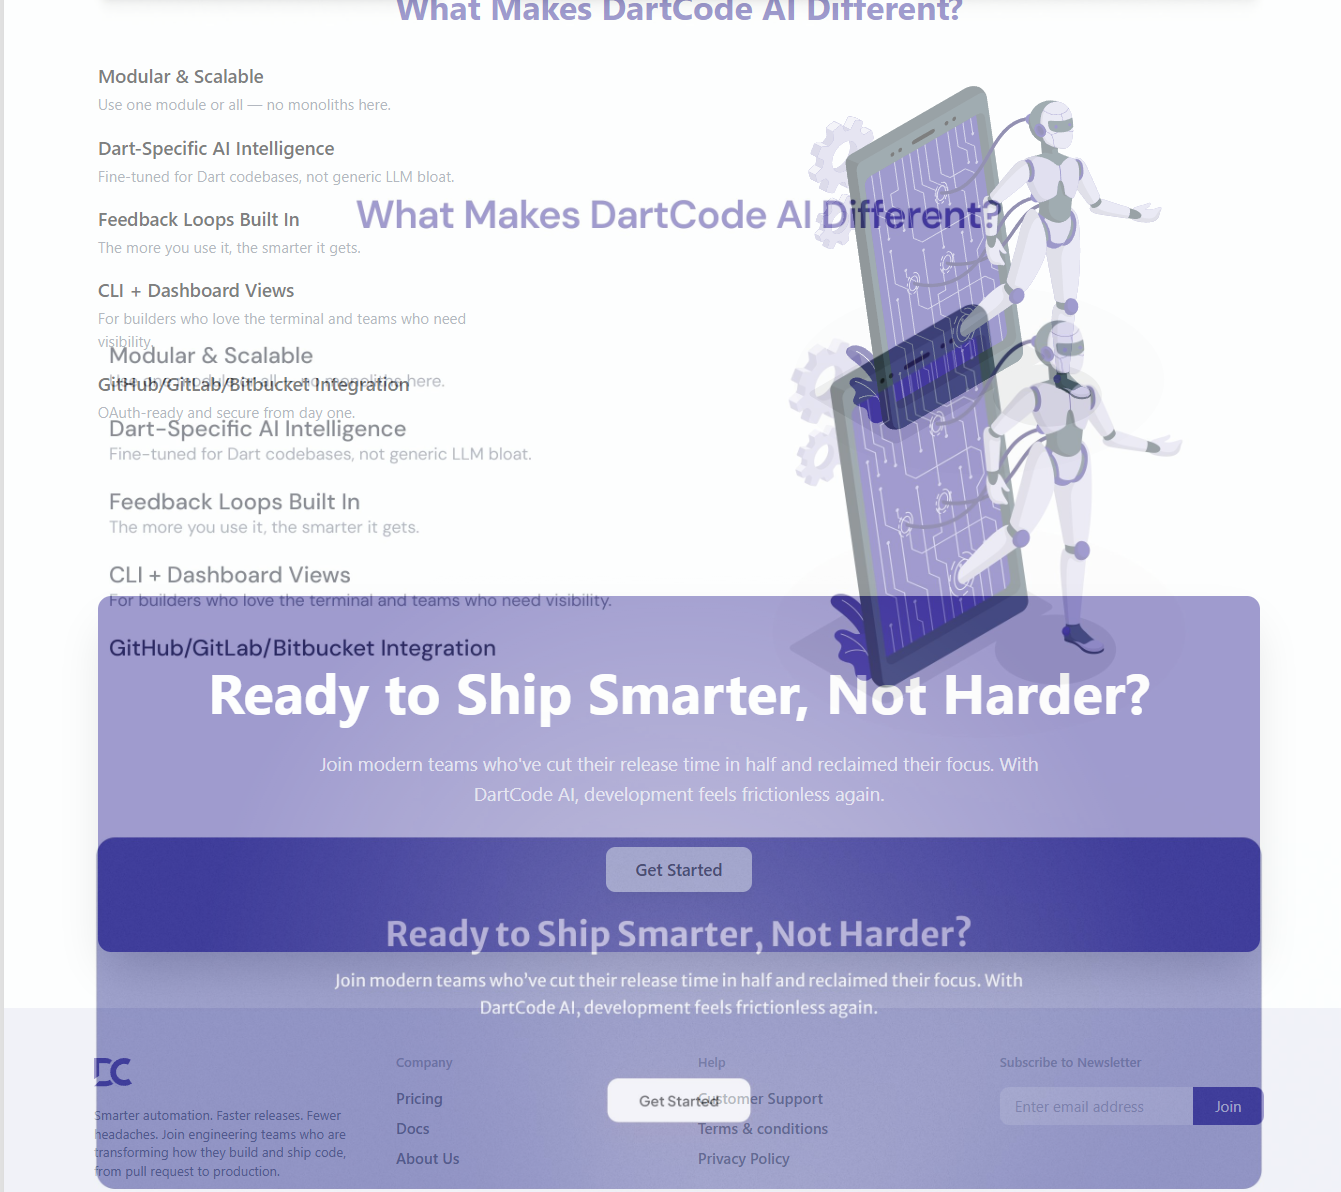 What Makes DartCode AI Different?
Modular & Scalable
Use one module or all — no monoliths here.
Dart-Specific AI Intelligence
Fine-tuned for Dart codebases, not generic LLM bloat.
What Makes DartCode AI Different?
Feedback Loops Built In
The more you use it, the smarter it gets.
CLI + Dashboard Views
For builders who love the terminal and teams who need
visibility.
Modular & Scalable
Use one module or all — no monoliths here.
GitHub/GitLab/Bitbucket Integration
OAuth-ready and secure from day one.
Dart-Specific AI Intelligence
Fine-tuned for Dart codebases, not generic LLM bloat.
Feedback Loops Built In
The more you use it, the smarter it gets.
CLI + Dashboard Views
For builders who love the terminal and teams who need visibility.
GitHub/GitLab/Bitbucket Integration
Ready to Ship Smarter, Not Harder?
Join modern teams who've cut their release time in half and reclaimed their focus. With
DartCode AI, development feels frictionless again.
Get Started
Ready to Ship Smarter, Not Harder?
Join modern teams who've cut their release time in half and reclaimed their focus. With
DartCode AI, development feels frictionless again.
DC
Smarter automation. Faster releases. Fewer
headaches. Join engineering teams who are
transforming how they build and ship code,
from pull request to production.
Company
Pricing
Docs
About Us
Get Started
Help
Customer Support
Terms & conditions
Privacy Policy
Subscribe to Newsletter
Enter email address
Join